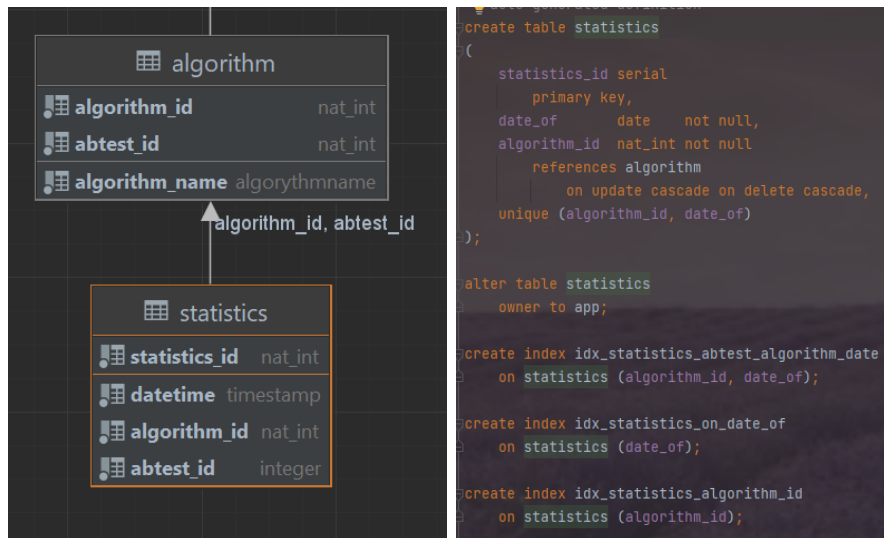 algorithm
algorithm_id nat_int
abtest_id nat_int
algorithm_name algorythmname
algorithm_id, abtest_id
statistics
statistics_id nat_int
datetime timestamp
algorithm_id nat_int
abtest_id integer
create table statistics
(
statistics_id serial
primary key,
date_of date not null,
algorithm_id nat_int not null
references algorithm
on update cascade on delete cascade,
unique (algorithm_id, date_of)
);
alter table statistics
owner to app;
create index idx_statistics_abtest_algorithm_date
on statistics (algorithm_id, date_of);
create index idx_statistics_on_date_of
on statistics (date_of);
create index idx_statistics_algorithm_id
on statistics (algorithm_id);